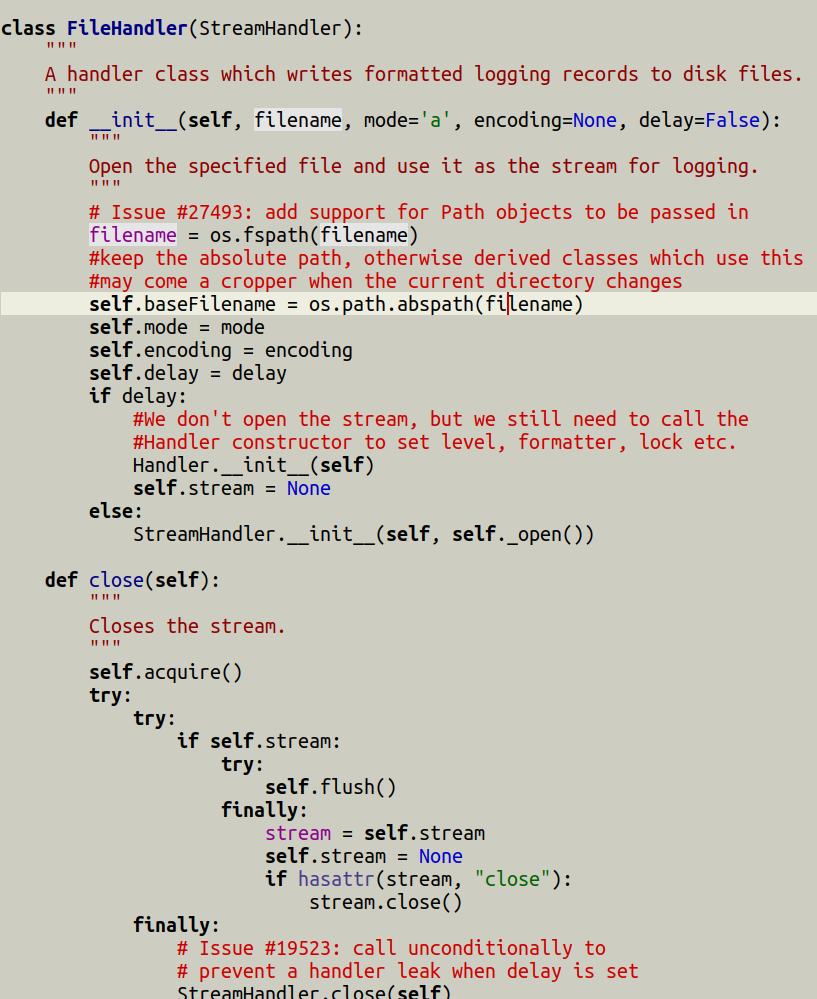 class FileHandler(StreamHandler):
    """
    A handler class which writes formatted logging records to disk files.
    """
    def __init__(self, filename, mode='a', encoding=None, delay=False):
        """
        Open the specified file and use it as the stream for logging.
        """
        # Issue #27493: add support for Path objects to be passed in
        filename = os.fspath(filename)
        #keep the absolute path, otherwise derived classes which use this
        #may come a cropper when the current directory changes
        self.baseFilename = os.path.abspath(filename)
        self.mode = mode
        self.encoding = encoding
        self.delay = delay
        if delay:
            #We don't open the stream, but we still need to call the
            #Handler constructor to set level, formatter, lock etc.
            Handler.__init__(self)
            self.stream = None
        else:
            StreamHandler.__init__(self, self._open())

    def close(self):
        """
        Closes the stream.
        """
        self.acquire()
        try:
            try:
                if self.stream:
                    try:
                        self.flush()
                    finally:
                        stream = self.stream
                        self.stream = None
                        if hasattr(stream, "close"):
                            stream.close()
            finally:
                # Issue #19523: call unconditionally to
                # prevent a handler leak when delay is set
                StreamHandler.close(self)